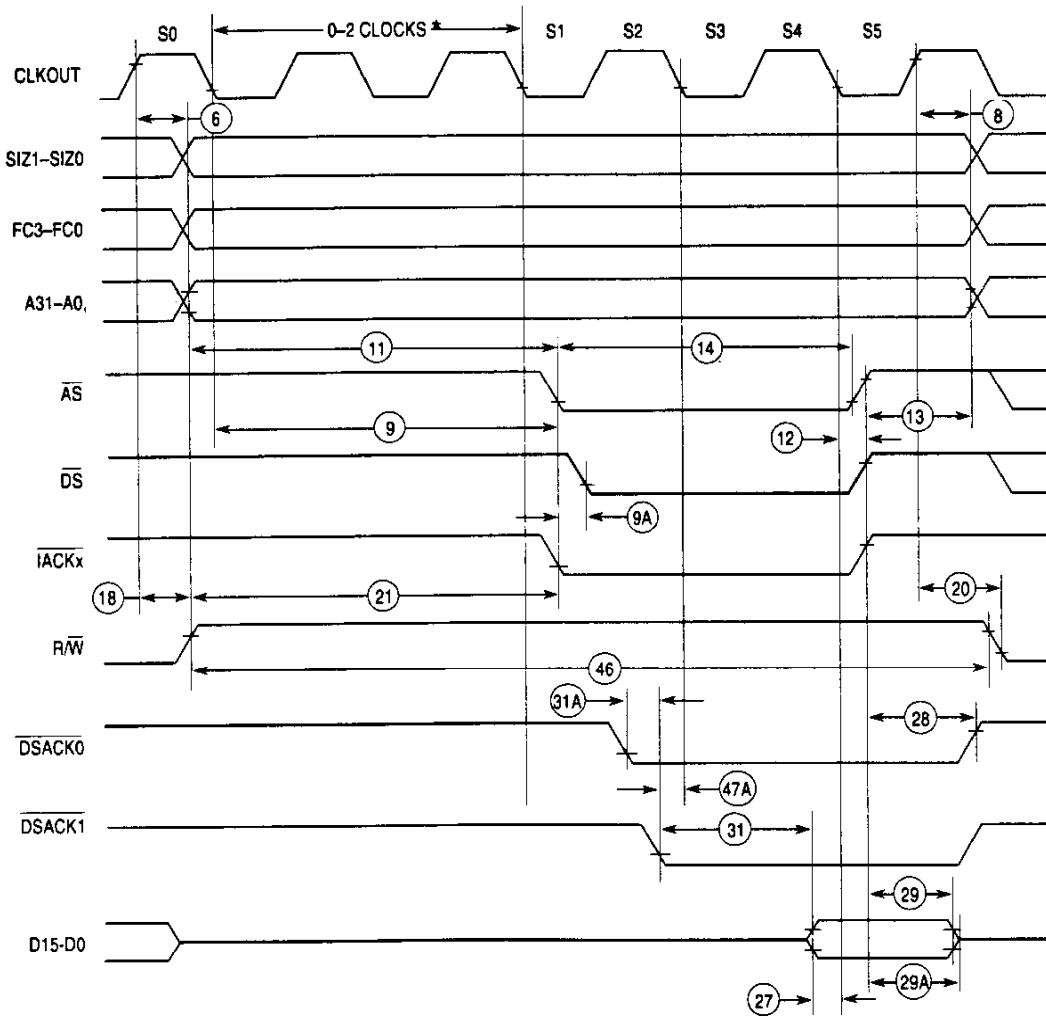 S0 0–2 CLOCKS * S1 S2 S3 S4 S5
CLKOUT
6 8
SIZ1–SIZ0
FC3–FC0
A31–A0,
11 14
AS
9 12 13
DS
9A
IACKx
18 21 20
R/W
46
31A 28
DSACK0
47A
DSACK1
31
29
D15-D0
27 29A